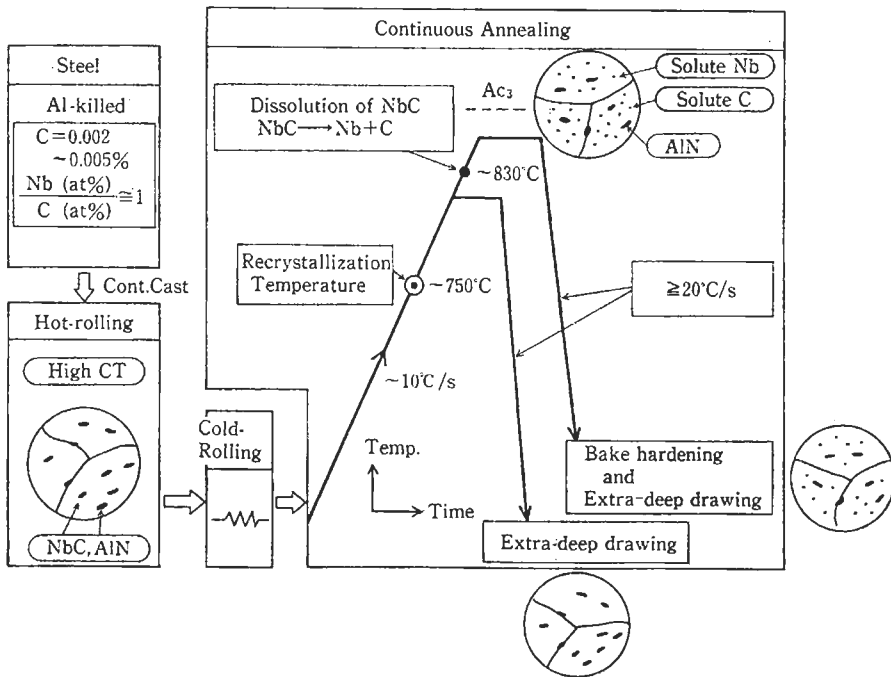 Continuous Annealing
Steel
Al-killed
C=0.002
~0.005%
Nb (at%)
C (at%)
≅1
Cont.Cast
Hot-rolling
High CT
NbC, AlN
Cold-
Rolling
Dissolution of NbC
NbC→Nb+C
Ac₃
Solute Nb
Solute C
AlN
~830°C
Recrystallization
Temperature
~750°C
≧20°C/s
~10°C/s
Temp.
Time
Bake hardening
and
Extra-deep drawing
Extra-deep drawing